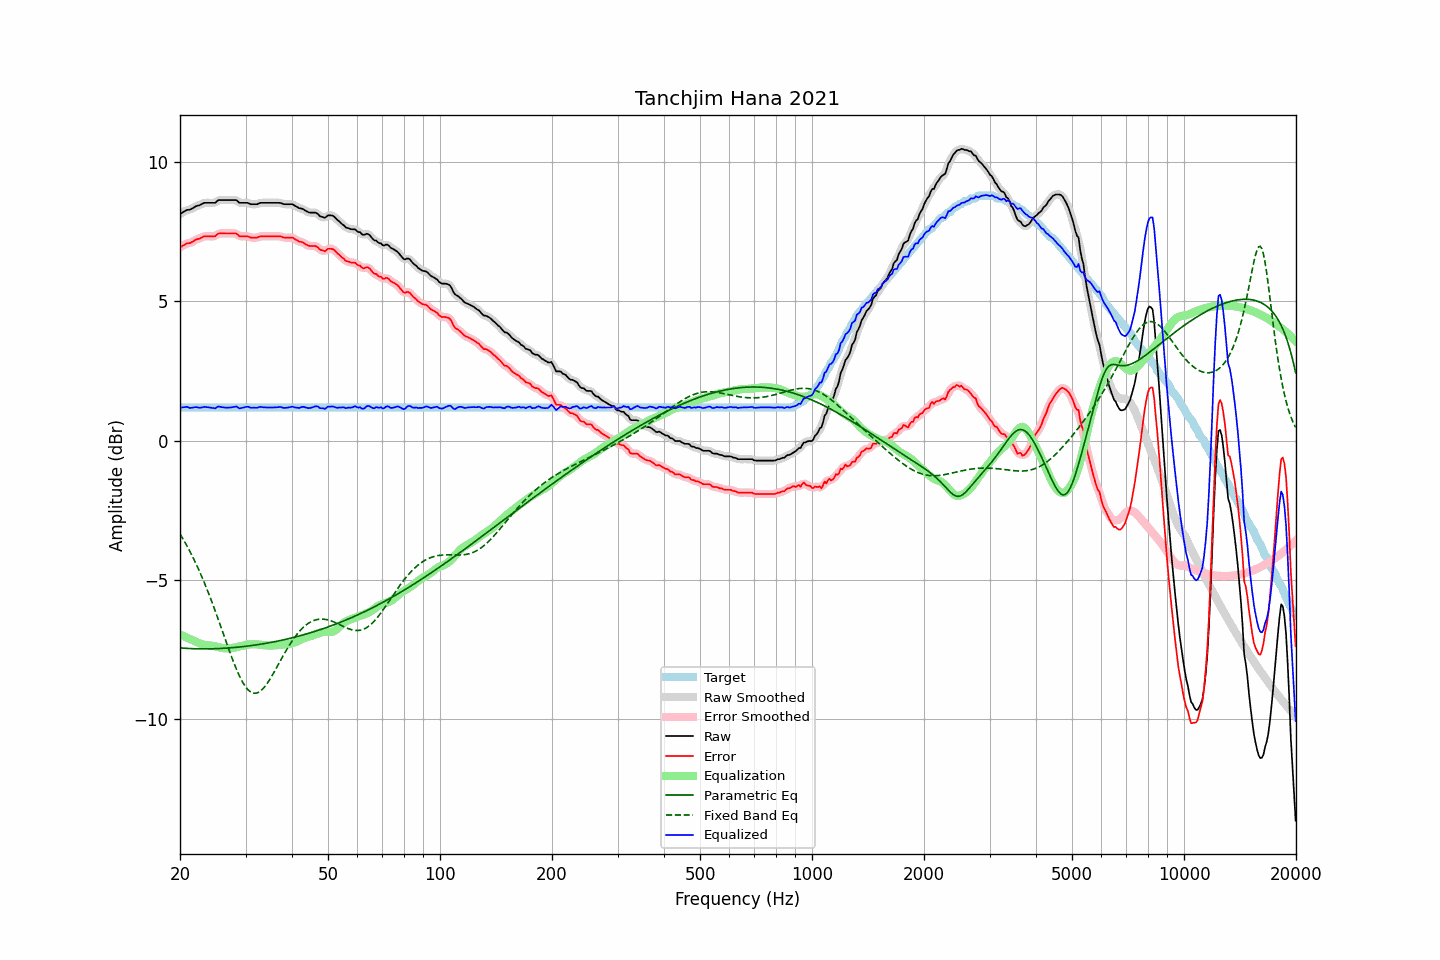 Tanchjim Hana 2021
Amplitude (dBr)
10
5
0
−5
−10
Target
Raw Smoothed
Error Smoothed
Raw
Error
Equalization
Parametric Eq
Fixed Band Eq
Equalized
20
50
100
200
500
1000
2000
5000
10000
20000
Frequency (Hz)